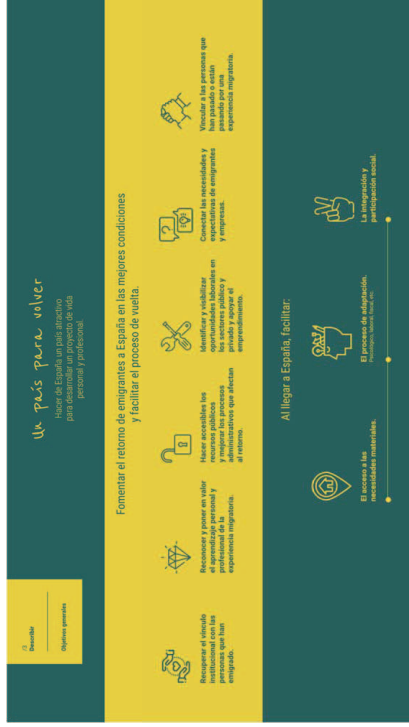 Describir
Objetivos generales
Un país para volver
Hacer de España un país atractivo
para desarrollar un proyecto de vida
personal y profesional.
Fomentar el retorno de emigrantes a España en las mejores condiciones
y facilitar el proceso de vuelta.
Recuperar el vínculo
institucional con las
personas que han
emigrado.
Reconocer y poner en valor
el aprendizaje personal y
profesional de la
experiencia migratoria.
Hacer accesibles los
recursos públicos
y mejorar los procesos
administrativos que afectan
al retorno.
Identificar y visibilizar
oportunidades laborales en
los sectores público y
privado y apoyar el
emprendimiento.
Conectar las necesidades y
expectativas de emigrantes
y empresas.
Vincular a las personas que
han pasado o están
pasando por una
experiencia migratoria.
Al llegar a España, facilitar:
El acceso a las
necesidades materiales.
El proceso de adaptación.
La integración y
participación social.